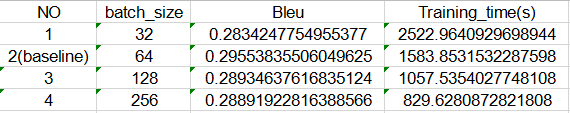 NO batch_size Bleu Training_time(s)
1 32 0.2834247754955377 2522.9640929698944
2(baseline) 64 0.29553835506049625 1583.8531532287598
3 128 0.28934637616835124 1057.5354027748108
4 256 0.28891922816388566 829.6280872821808